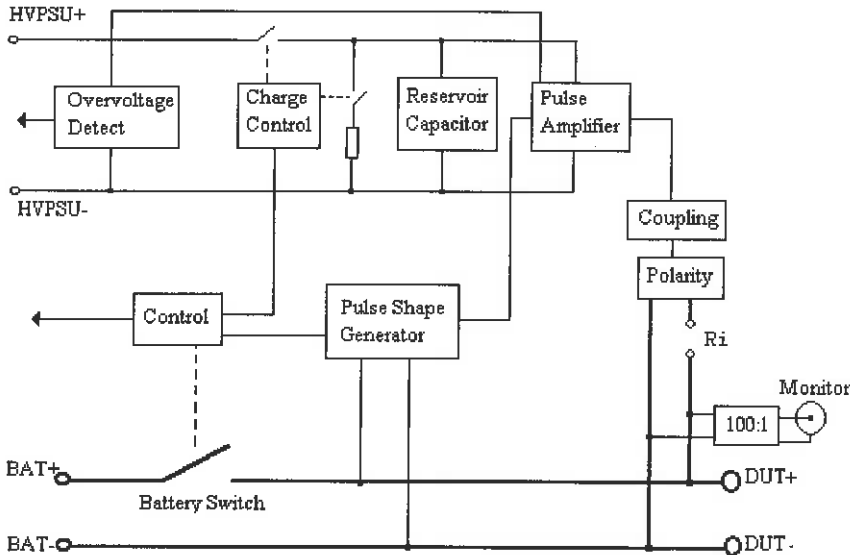 HVPSU+
Overvoltage
Detect
Charge
Control
Reservoir
Capacitor
Pulse
Amplifier
HVPSU-
Coupling
Polarity
Control
Pulse Shape
Generator
Ri
Monitor
100:1
BAT+
Battery Switch
DUT+
BAT-
DUT-